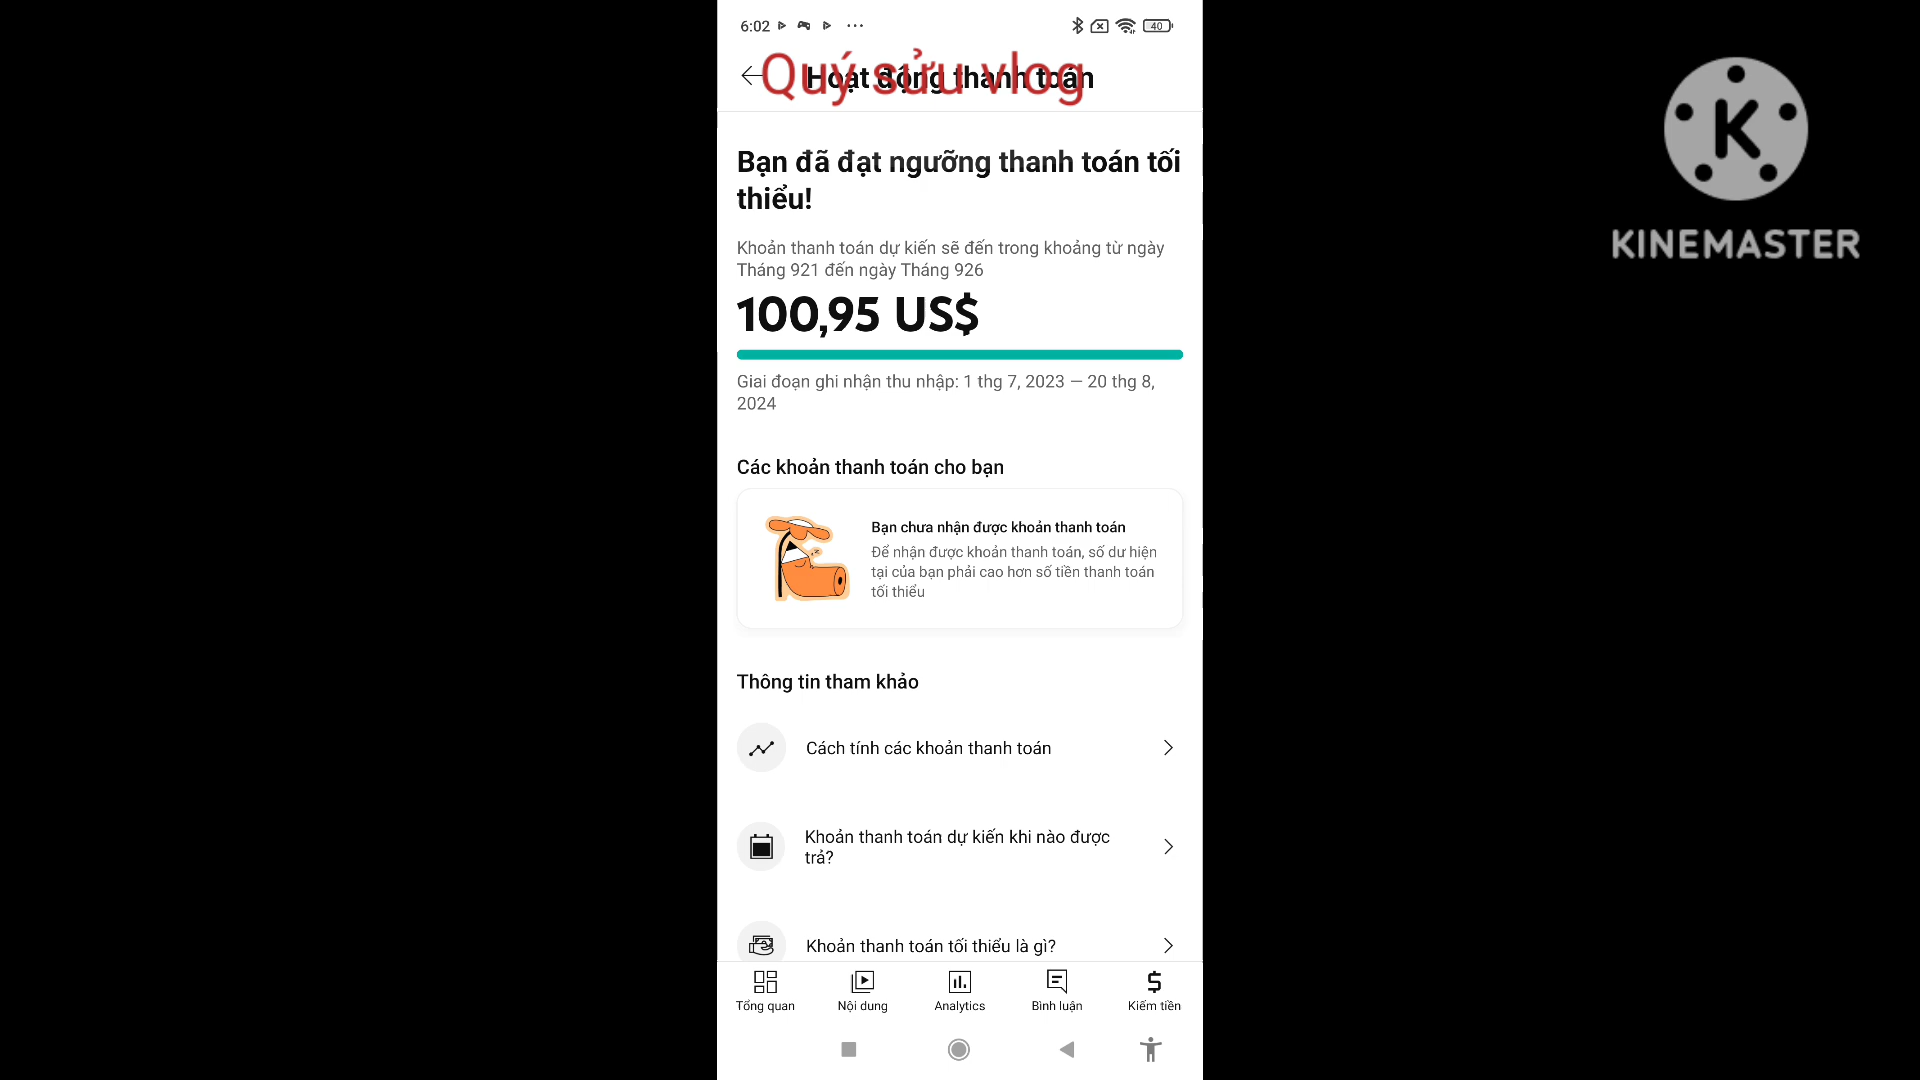 6:02
40
Quý sửu vlog
Hoạt động thanh toán
K
KINEMASTER
Bạn đã đạt ngưỡng thanh toán tối
thiểu!
Khoản thanh toán dự kiến sẽ đến trong khoảng từ ngày
Tháng 921 đến ngày Tháng 926
100,95 US$
Giai đoạn ghi nhận thu nhập: 1 thg 7, 2023 — 20 thg 8,
2024
Các khoản thanh toán cho bạn
Bạn chưa nhận được khoản thanh toán
Để nhận được khoản thanh toán, số dư hiện
tại của bạn phải cao hơn số tiền thanh toán
tối thiểu
Thông tin tham khảo
Cách tính các khoản thanh toán
Khoản thanh toán dự kiến khi nào được
trả?
Khoản thanh toán tối thiểu là gì?
Tổng quan
Nội dung
Analytics
Bình luận
Kiếm tiền